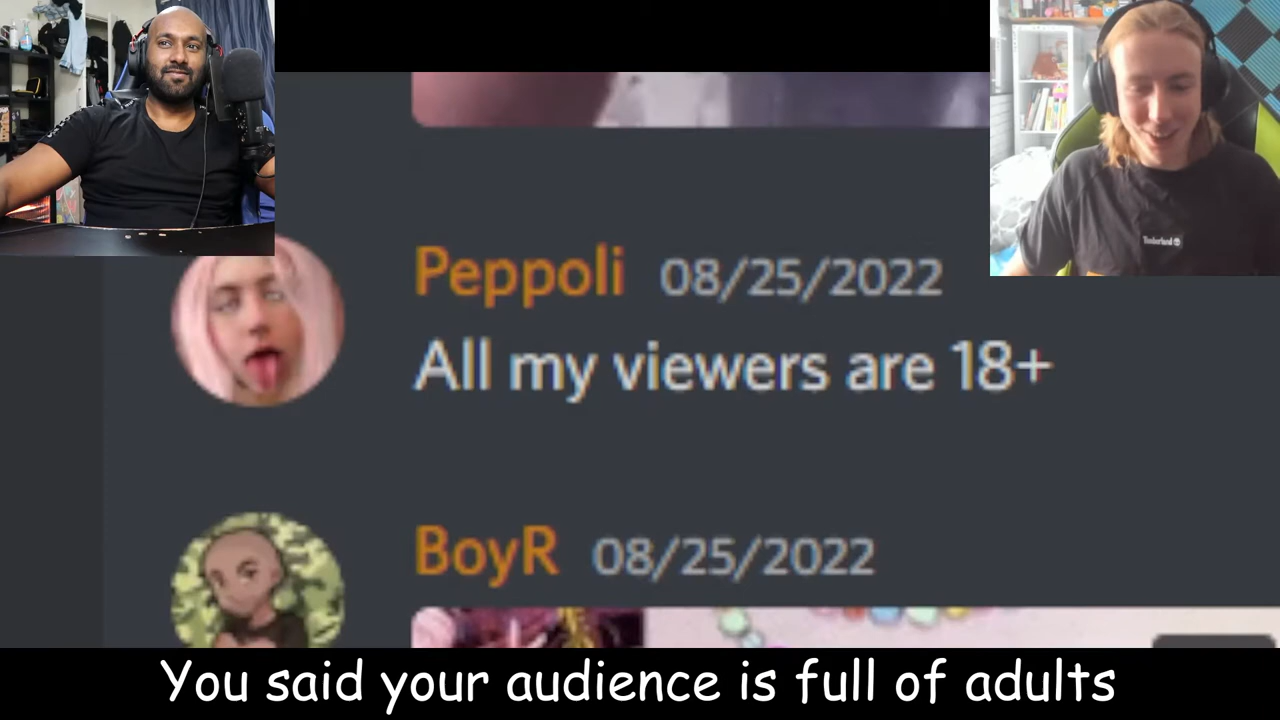 Peppoli 08/25/2022
All my viewers are 18+
Timberland
BoyR 08/25/2022
You said your audience is full of adults